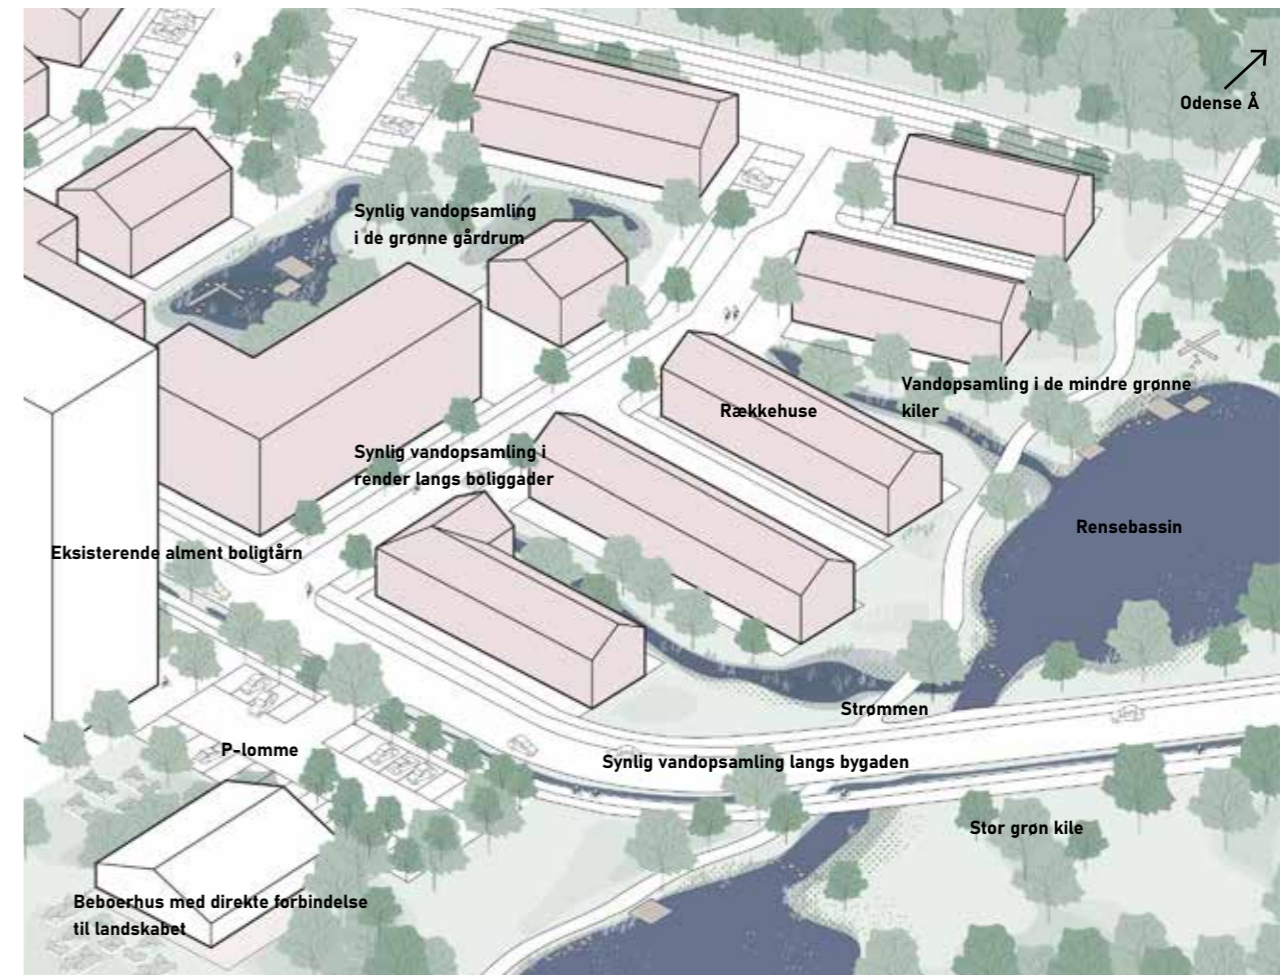 Odense Å
Synlig vandopsamling
i de grønne gårdrum
Vandopsamling i de mindre grønne
kiler
Rækkehuse
Synlig vandopsamling i
render langs boliggader
Rensebassin
Eksisterende alment boligtårn
Strømmen
P-lomme
Synlig vandopsamling langs bygaden
Stor grøn kile
Beboerhus med direkte forbindelse
til landskabet